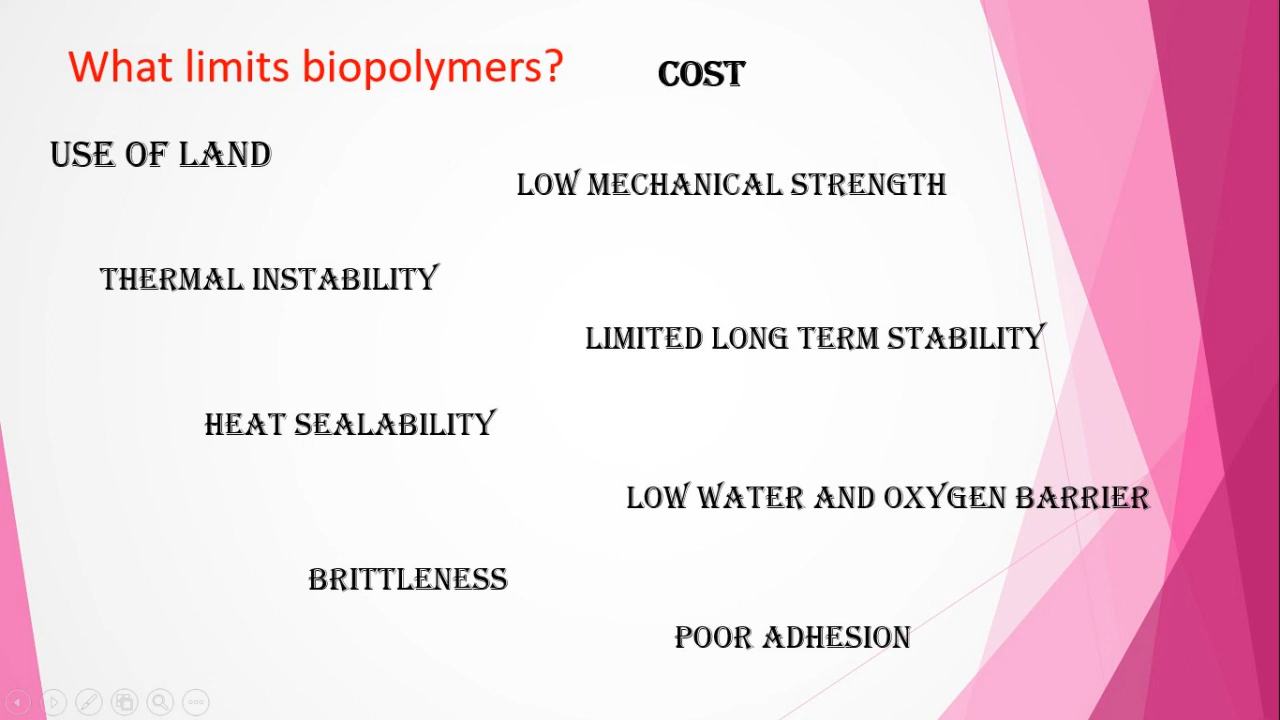 What limits biopolymers?
COST
USE OF LAND
LOW MECHANICAL STRENGTH
THERMAL INSTABILITY
LIMITED LONG TERM STABILITY
HEAT SEALABILITY
LOW WATER AND OXYGEN BARRIER
BRITTLENESS
POOR ADHESION